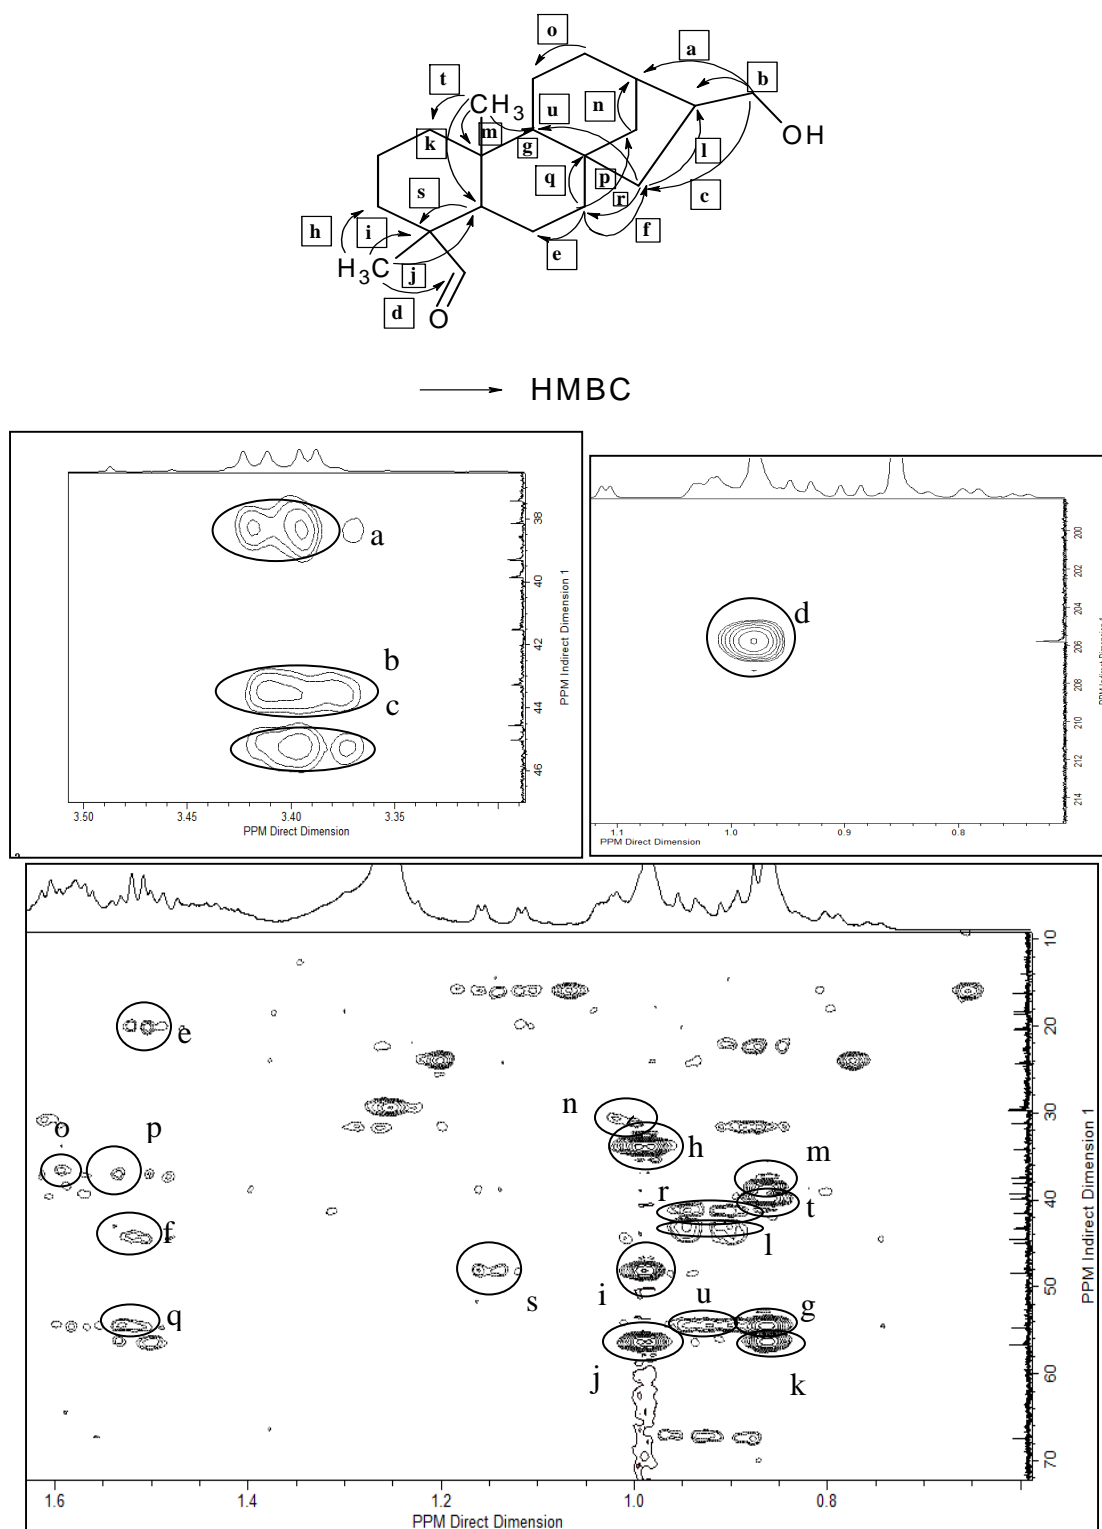 o
a
t
b
CH3
u
n
m
OH
k
g
l
q
p
s
r
c
h
i
f
e
H3C
j
d
O
HMBC
a
b
c
38
40
42
44
46
PPM Indirect Dimension 1
3.50
3.45
3.40
3.35
PPM Direct Dimension
d
200
202
204
206
208
210
212
214
1.1
1.0
0.9
0.8
PPM Direct Dimension
e
n
o
p
h
m
r
t
f
l
s
i
u
g
q
j
k
10
20
30
40
50
60
70
PPM Indirect Dimension 1
1.6
1.4
1.2
1.0
0.8
PPM Direct Dimension